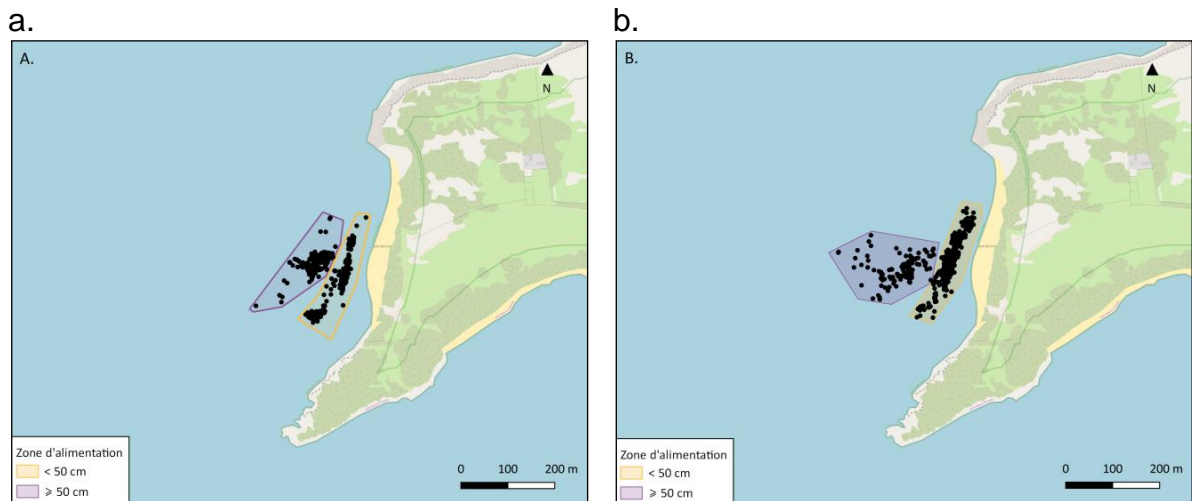 a.
b.
A.
N
Zone d'alimentation
< 50 cm
⩾ 50 cm
0 100 200 m
B.
N
Zone d'alimentation
< 50 cm
⩾ 50 cm
0 100 200 m